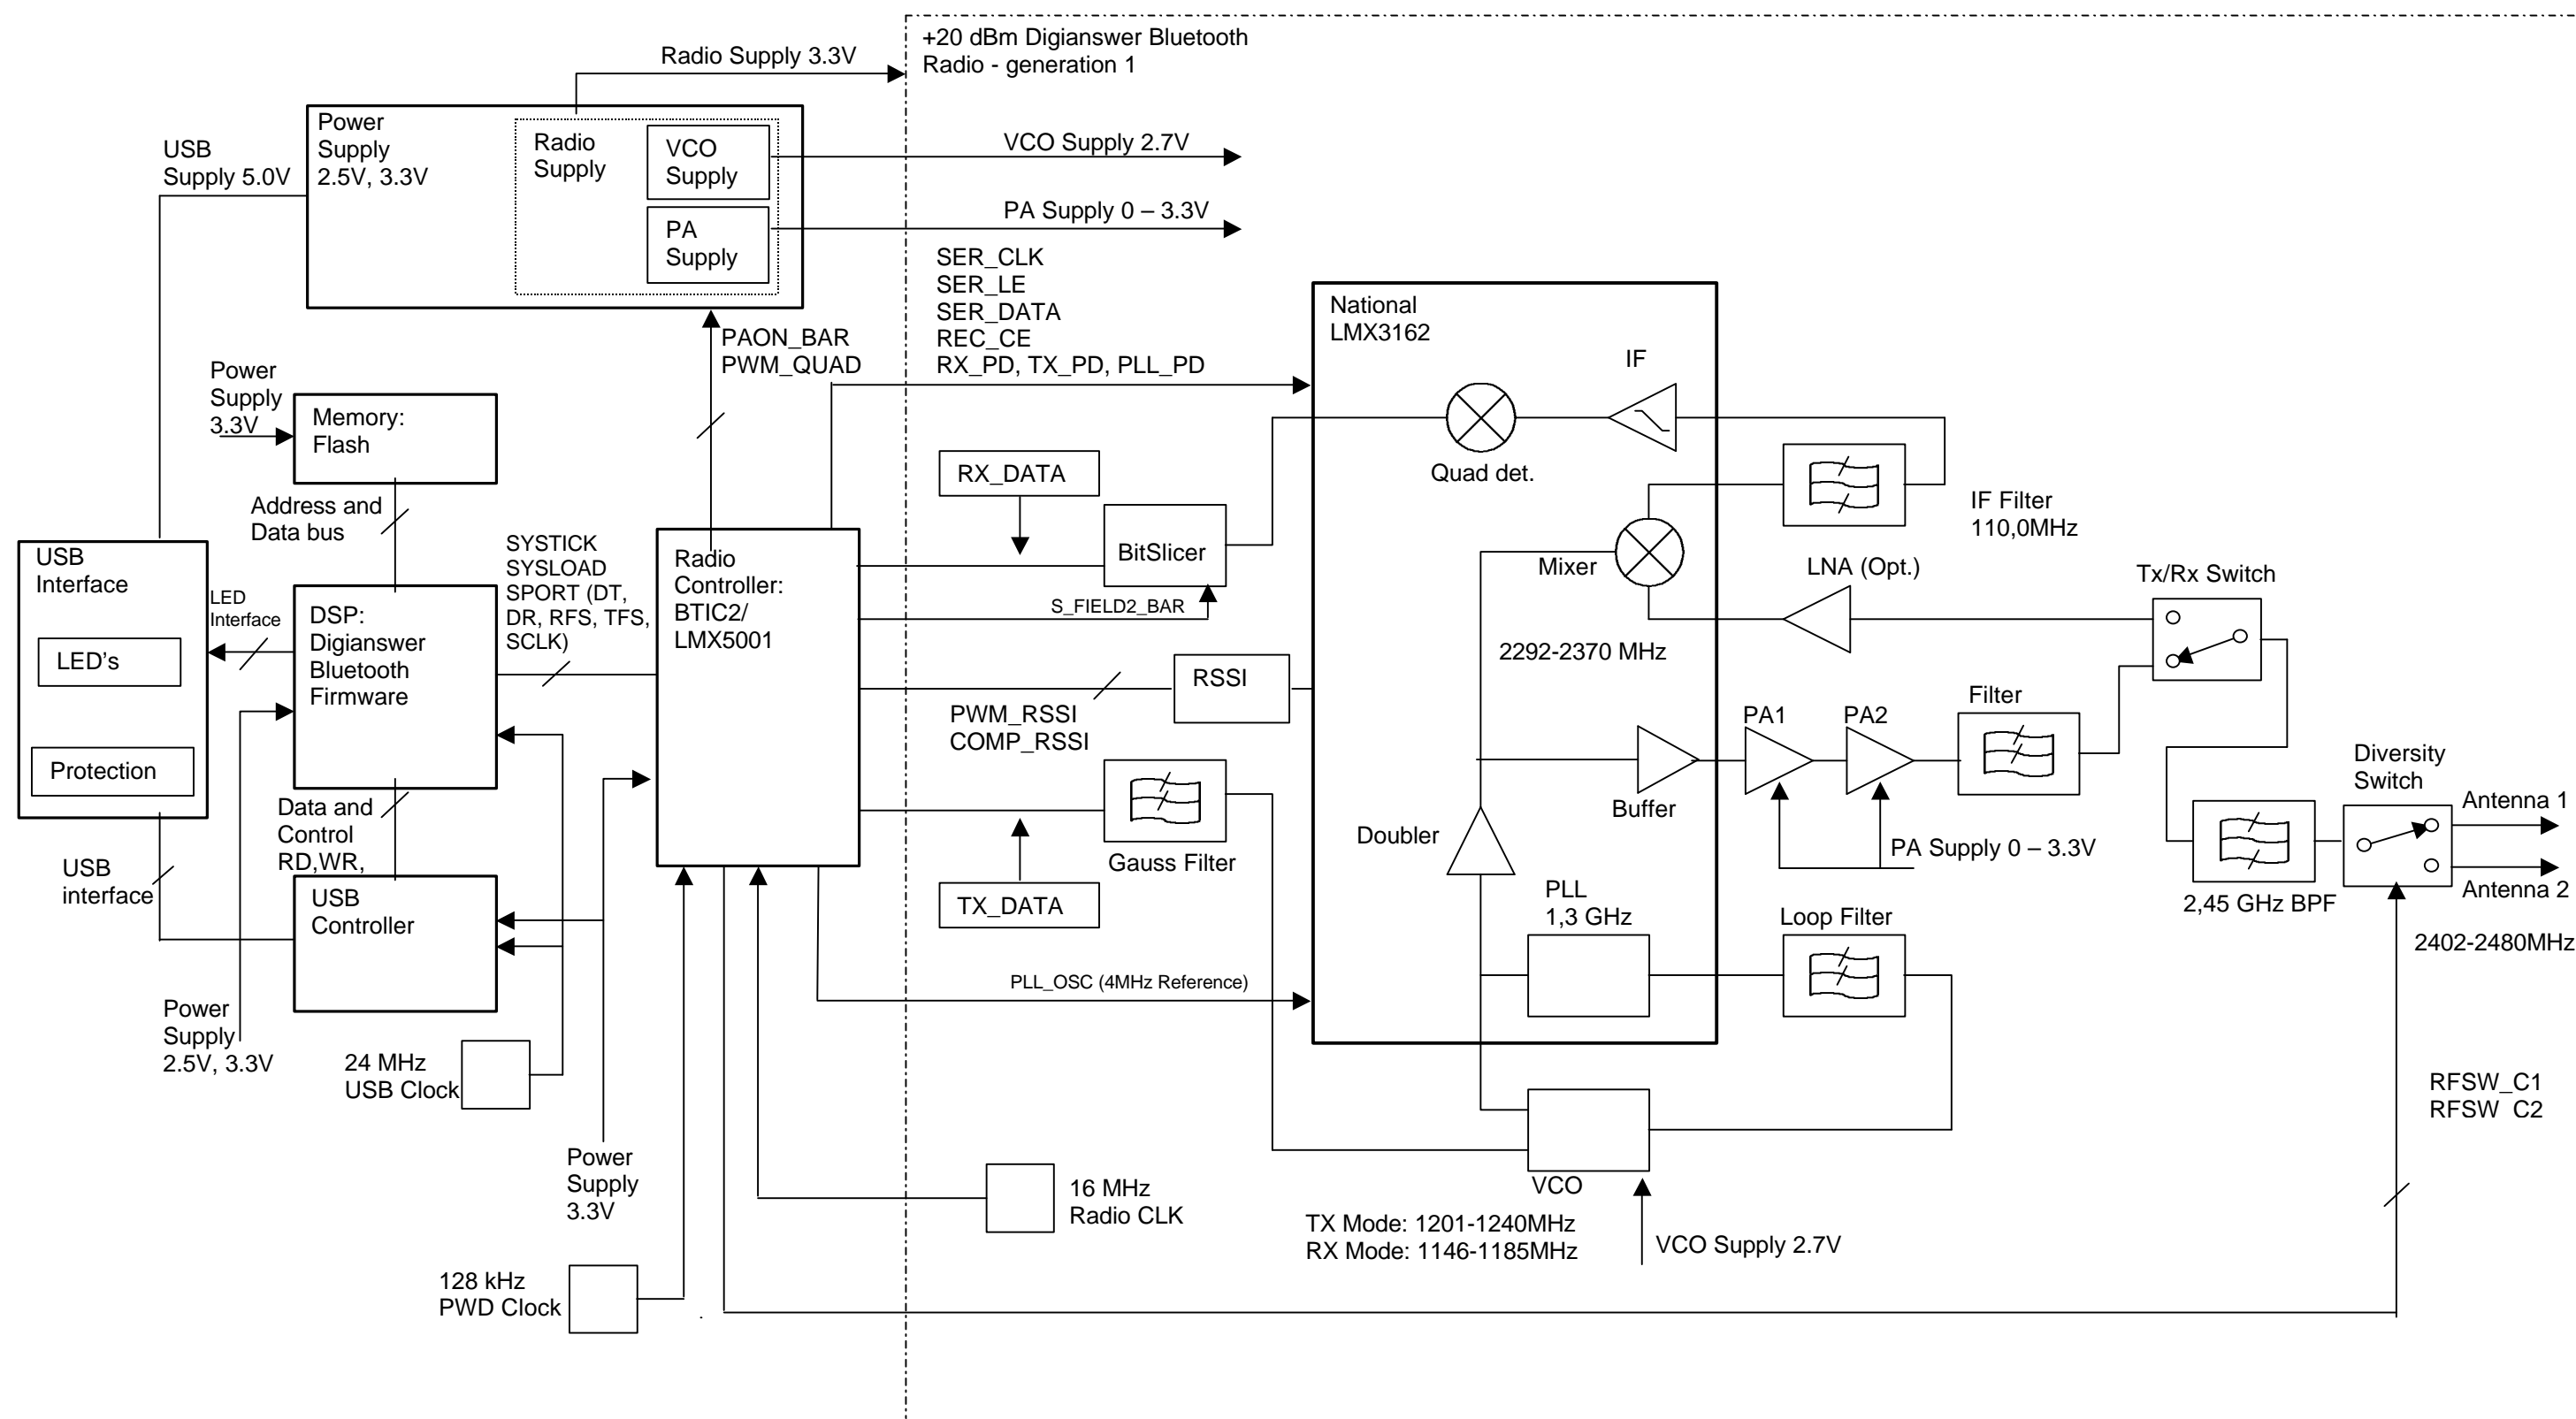 +20 dBm Digianswer Bluetooth
Radio - generation 1
Radio Supply 3.3V
Power
Supply
2.5V, 3.3V
Radio
Supply
VCO
Supply
PA
Supply
USB
Supply 5.0V
VCO Supply 2.7V
PA Supply 0 – 3.3V
SER_CLK
SER_LE
SER_DATA
REC_CE
RX_PD, TX_PD, PLL_PD
PAON_BAR
PWM_QUAD
National
LMX3162
IF
Quad det.
Power
Supply
3.3V
Memory:
Flash
Address and
Data bus
RX_DATA
BitSlicer
IF Filter
110,0MHz
Mixer
LNA (Opt.)
Tx/Rx Switch
USB
Interface
LED's
Protection
LED
Interface
DSP:
Digianswer
Bluetooth
Firmware
SYSTICK
SYSLOAD
SPORT (DT,
DR, RFS, TFS,
SCLK)
Radio
Controller:
BTIC2/
LMX5001
S_FIELD2_BAR
2292-2370 MHz
RSSI
PWM_RSSI
COMP_RSSI
PA1
PA2
Filter
Diversity
Switch
Antenna 1
Antenna 2
Buffer
Doubler
PA Supply 0 – 3.3V
Gauss Filter
Data and
Control
RD,WR,
USB
interface
USB
Controller
TX_DATA
PLL
1,3 GHz
Loop Filter
2,45 GHz BPF
2402-2480MHz
PLL_OSC (4MHz Reference)
Power
Supply
2.5V, 3.3V
24 MHz
USB Clock
RFSW_C1
RFSW_C2
Power
Supply
3.3V
16 MHz
Radio CLK
VCO
TX Mode: 1201-1240MHz
RX Mode: 1146-1185MHz
VCO Supply 2.7V
128 kHz
PWD Clock